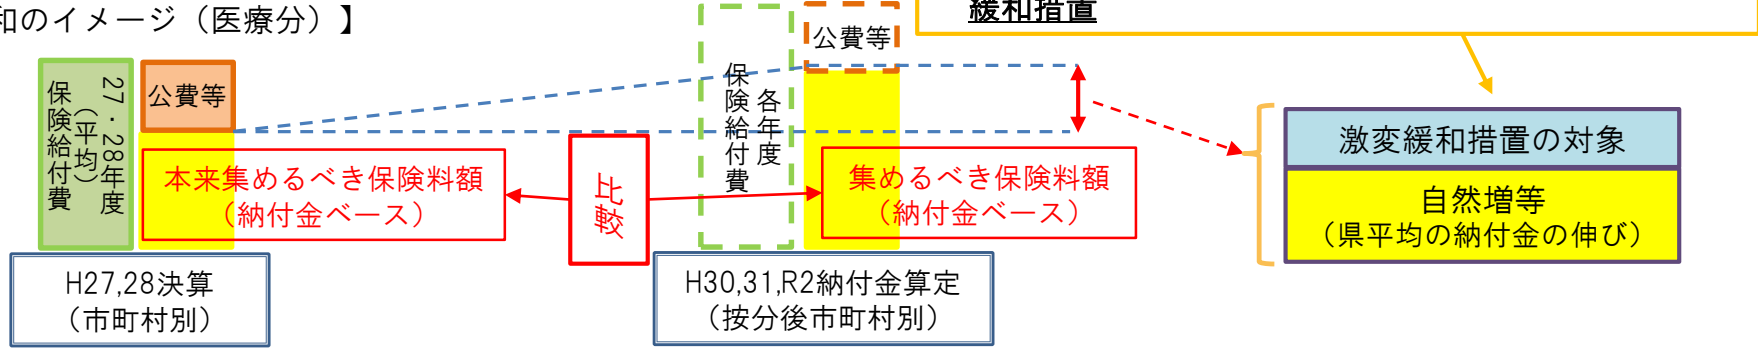 和のイメージ（医療分）】
緩和措置
27・28年度
（平均）
保険給付費
公費等
本来集めるべき保険料額
（納付金ベース）
H27,28決算
（市町村別）
比較
各年度
保険給付費
公費等
集めるべき保険料額
（納付金ベース）
H30,31,R2納付金算定
（按分後市町村別）
激変緩和措置の対象
自然増等
（県平均の納付金の伸び）